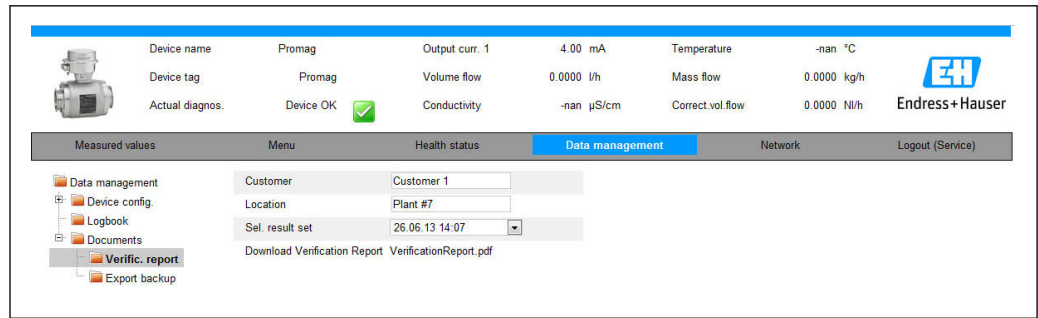 Device name Promag Output curr. 1 4.00 mA Temperature -nan °C
Device tag Promag Volume flow 0.0000 l/h Mass flow 0.0000 kg/h
Actual diagnos. Device OK Conductivity -nan µS/cm Correct.vol.flow 0.0000 Nl/h
EH
Endress+Hauser
Measured values Menu Health status Data management Network Logout (Service)
Data management
Device config.
Logbook
Documents
Verific. report
Export backup
Customer Customer 1
Location Plant #7
Sel. result set 26.06.13 14:07
Download Verification Report VerificationReport.pdf